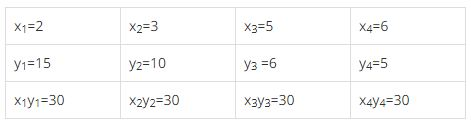 x₁=2 x₂=3 x₃=5 x₄=6
y₁=15 y₂=10 y₃ =6 y₄=5
x₁y₁=30 x₂y₂=30 x₃y₃=30 x₄y₄=30